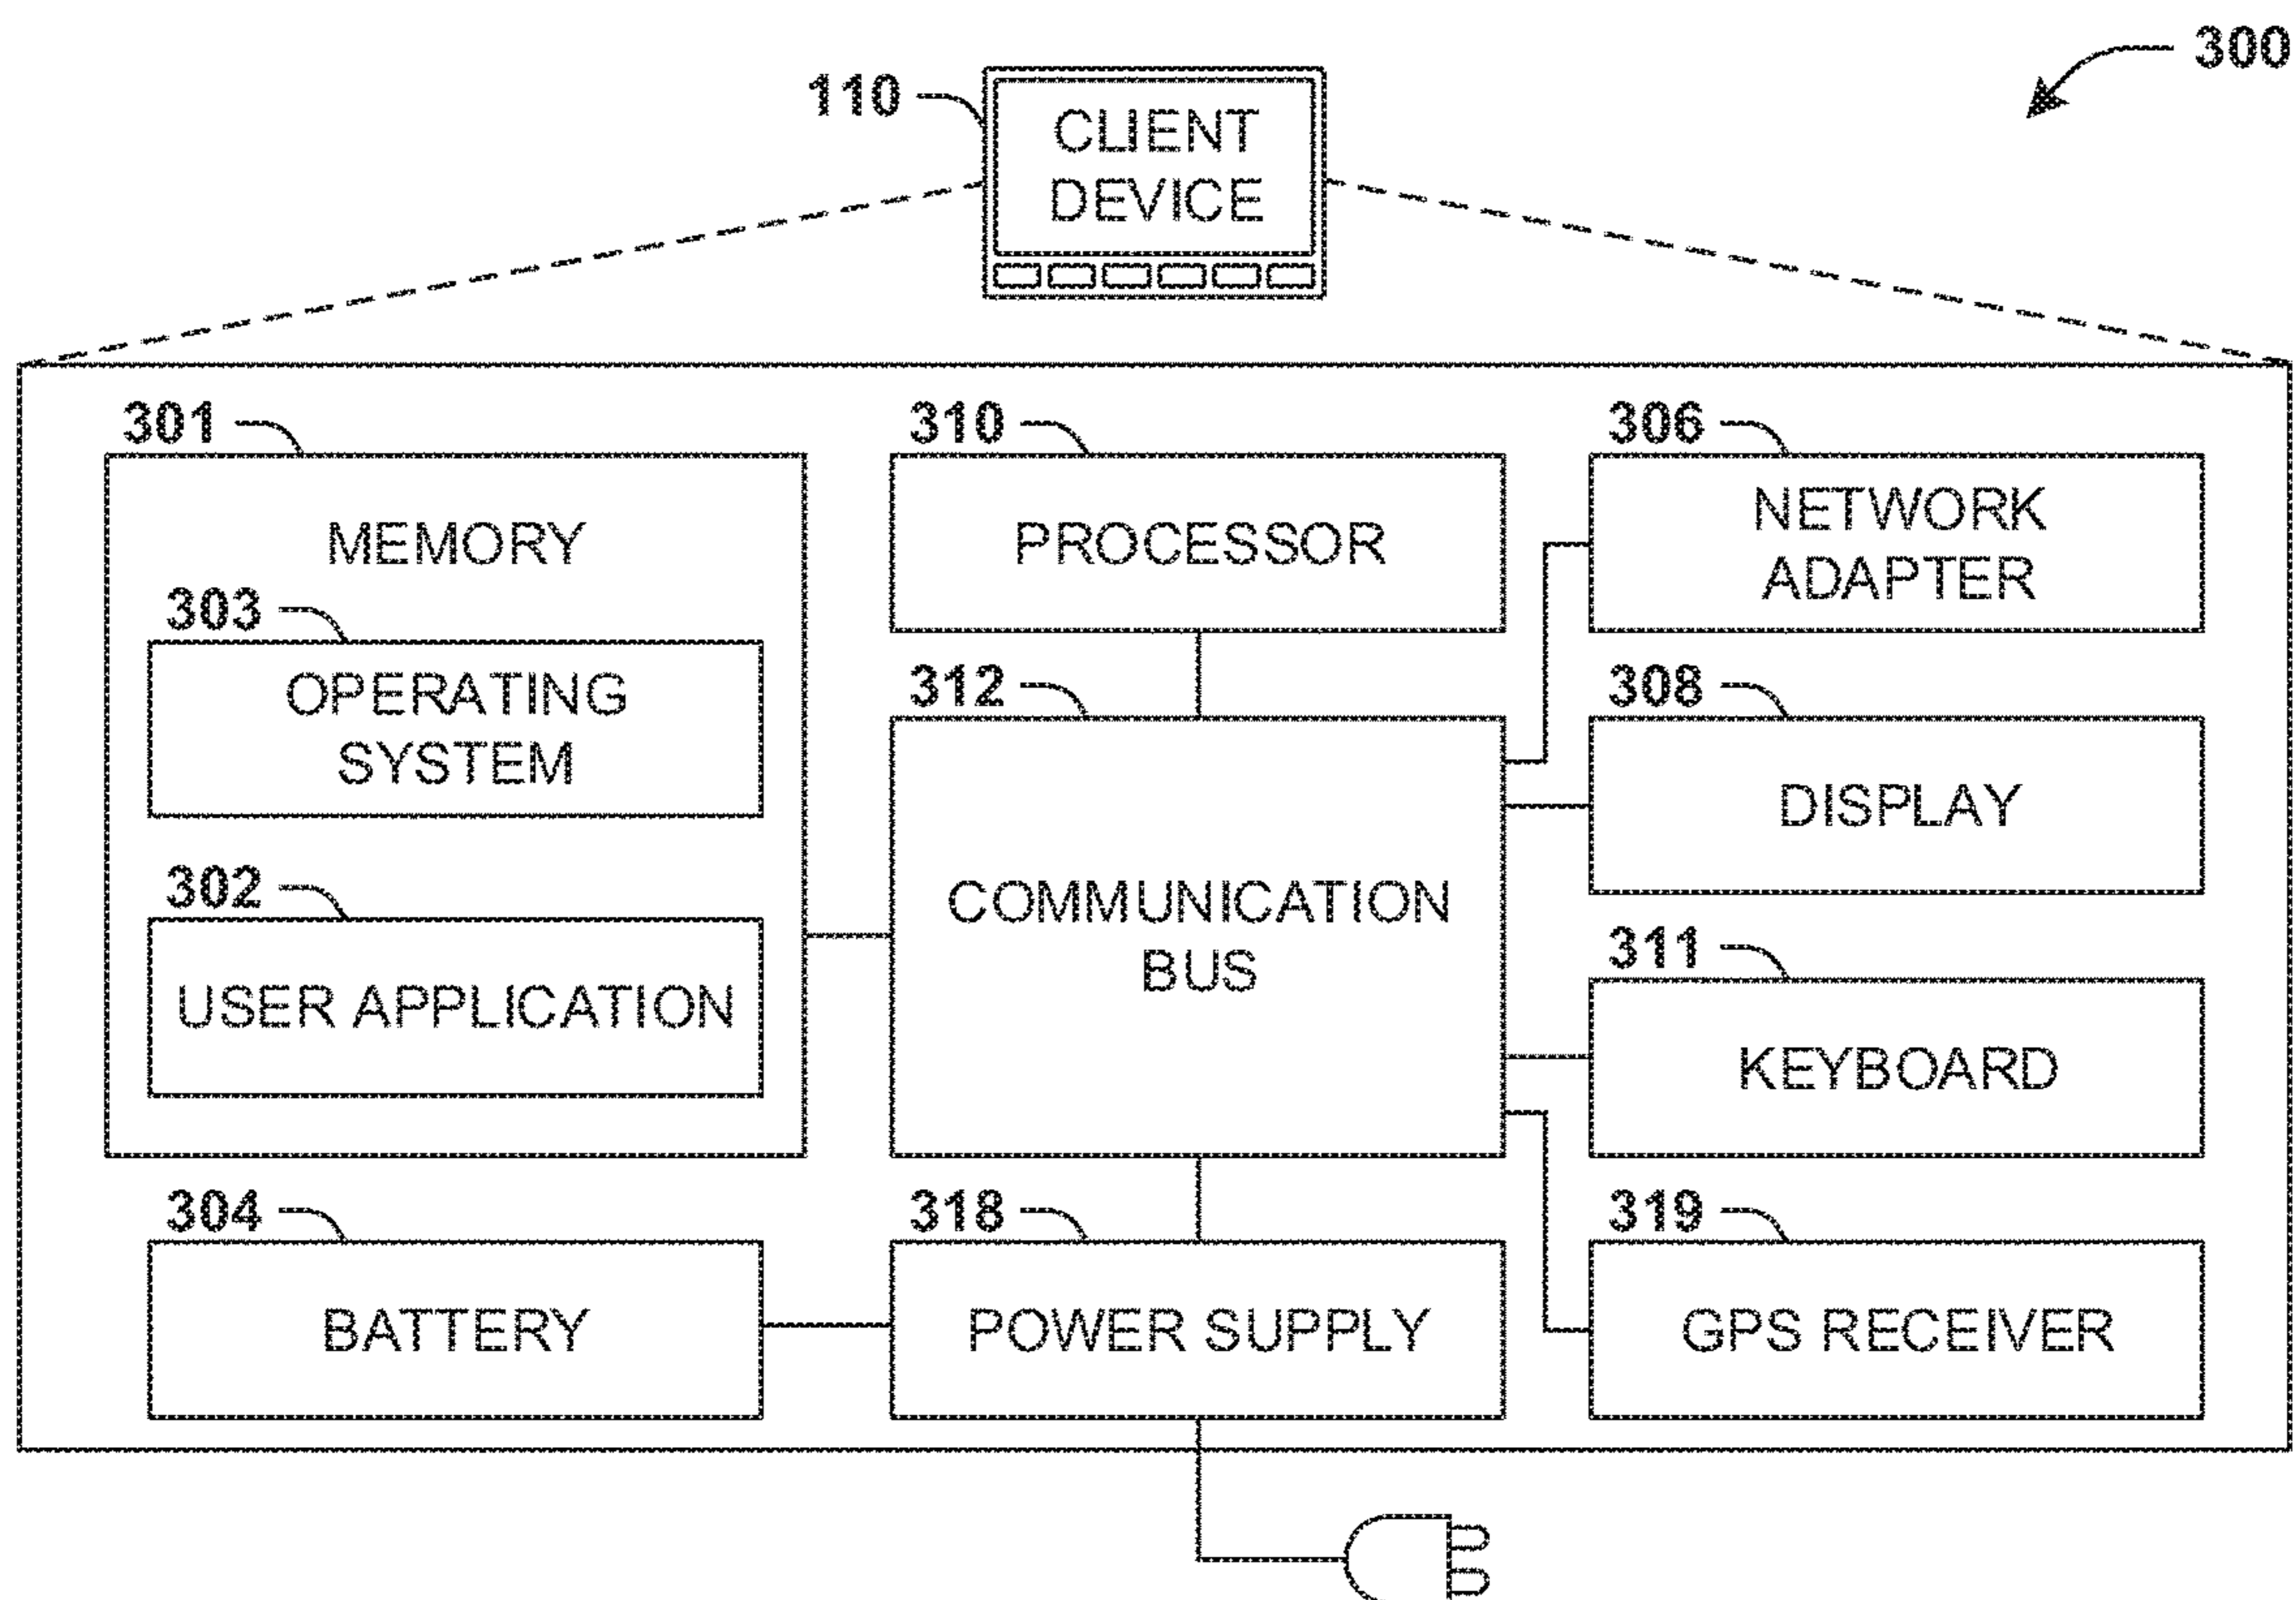 300
110
CLIENT
DEVICE
301
MEMORY
303
OPERATING
SYSTEM
302
USER APPLICATION
304
BATTERY
310
PROCESSOR
312
COMMUNICATION
BUS
318
POWER SUPPLY
306
NETWORK
ADAPTER
308
DISPLAY
311
KEYBOARD
319
GPS RECEIVER